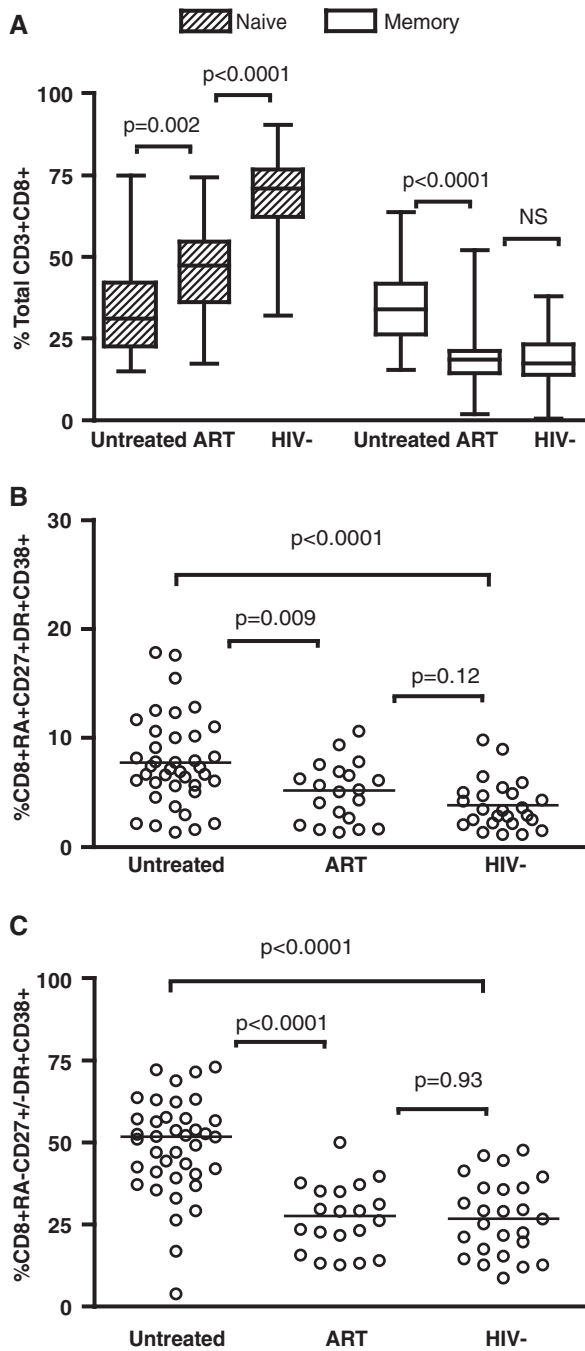 A
Naive Memory
p<0.0001
p=0.002
p<0.0001
NS
% Total CD3+CD8+
100
75
50
25
0
Untreated ART HIV- Untreated ART HIV-
B
p<0.0001
p=0.009
p=0.12
%CD8+RA+CD27+DR+CD38+
30
20
10
0
Untreated ART HIV-
C
p<0.0001
p<0.0001
p=0.93
%CD8+RA-CD27+/-DR+CD38+
100
75
50
25
0
Untreated ART HIV-